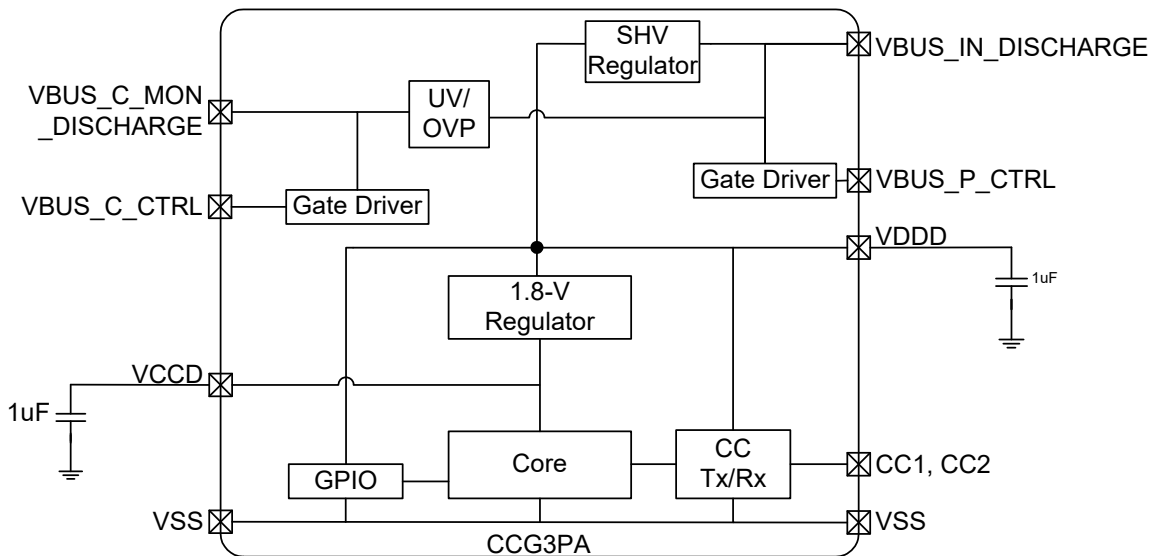 SHV
Regulator
VBUS_IN_DISCHARGE
VBUS_C_MON
_DISCHARGE
UV/
OVP
Gate Driver
VBUS_P_CTRL
VBUS_C_CTRL
Gate Driver
VDDD
1uF
1.8-V
Regulator
VCCD
1uF
GPIO
Core
CC
Tx/Rx
CC1, CC2
VSS
VSS
CCG3PA